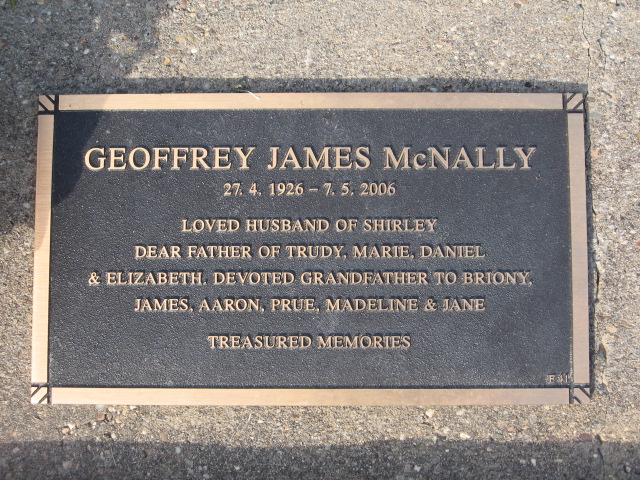 GEOFFREY JAMES McNALLY
27. 4. 1926 – 7. 5. 2006
LOVED HUSBAND OF SHIRLEY
DEAR FATHER OF TRUDY, MARIE, DANIEL
& ELIZABETH. DEVOTED GRANDFATHER TO BRIONY,
JAMES, AARON, PRUE, MADELINE & JANE
TREASURED MEMORIES